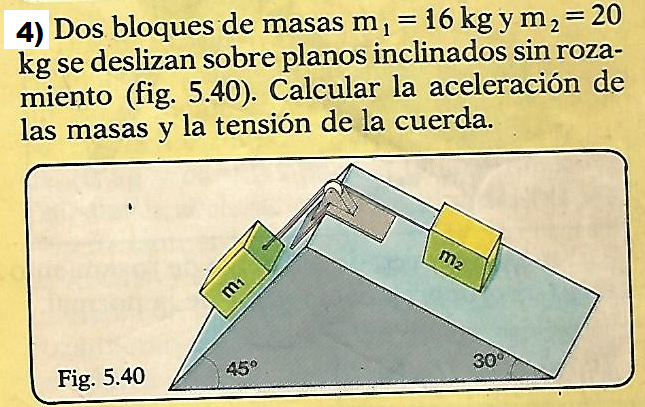 4) Dos bloques de masas m₁ = 16 kg y m₂ = 20
kg se deslizan sobre planos inclinados sin roza-
miento (fig. 5.40). Calcular la aceleración de
las masas y la tensión de la cuerda.
m₁
m₂
45°
30°
Fig. 5.40